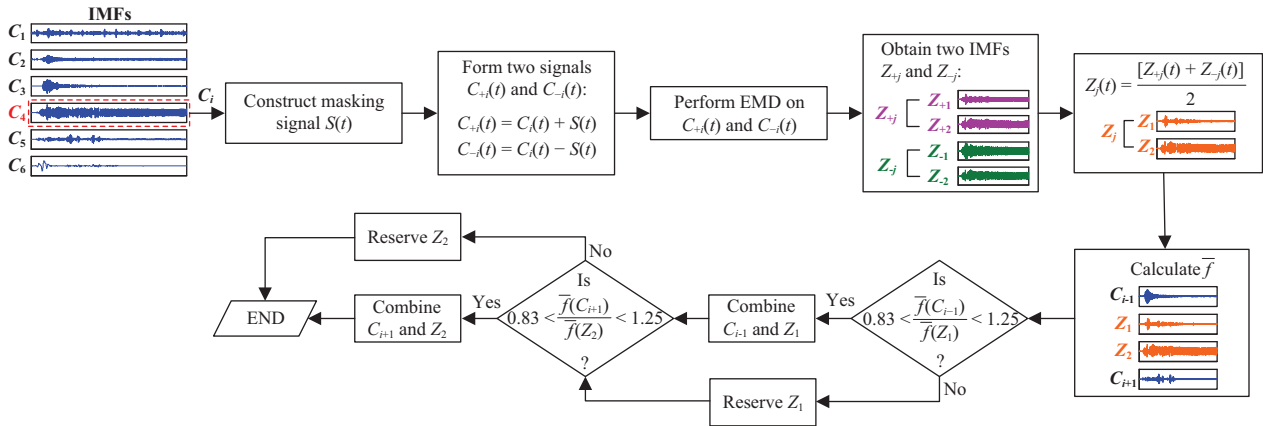 IMFs
C₁
C₂
C₃
C₄
C₅
C₆
Cᵢ
Construct masking
signal S(t)
Form two signals
C₊ᵢ(t) and C₋ᵢ(t):
C₊ᵢ(t) = Cᵢ(t) + S(t)
C₋ᵢ(t) = Cᵢ(t) − S(t)
Perform EMD on
C₊ᵢ(t) and C₋ᵢ(t)
Obtain two IMFs
Z₊ⱼ and Z₋ⱼ:
Z₊ⱼ
Z₊₁
Z₊₂
Z₋ⱼ
Z₋₁
Z₋₂
Zⱼ(t) = [Z₊ⱼ(t) + Z₋ⱼ(t)] / 2
Zⱼ
Z₁
Z₂
Calculate f̅
Cᵢ₋₁
Z₁
Z₂
Cᵢ₊₁
Is
0.83 < f̅(Cᵢ₋₁) / f̅(Z₁) < 1.25
?
Yes
No
Combine
Cᵢ₋₁ and Z₁
Reserve Z₁
Is
0.83 < f̅(Cᵢ₊₁) / f̅(Z₂) < 1.25
?
Yes
No
Combine
Cᵢ₊₁ and Z₂
Reserve Z₂
END